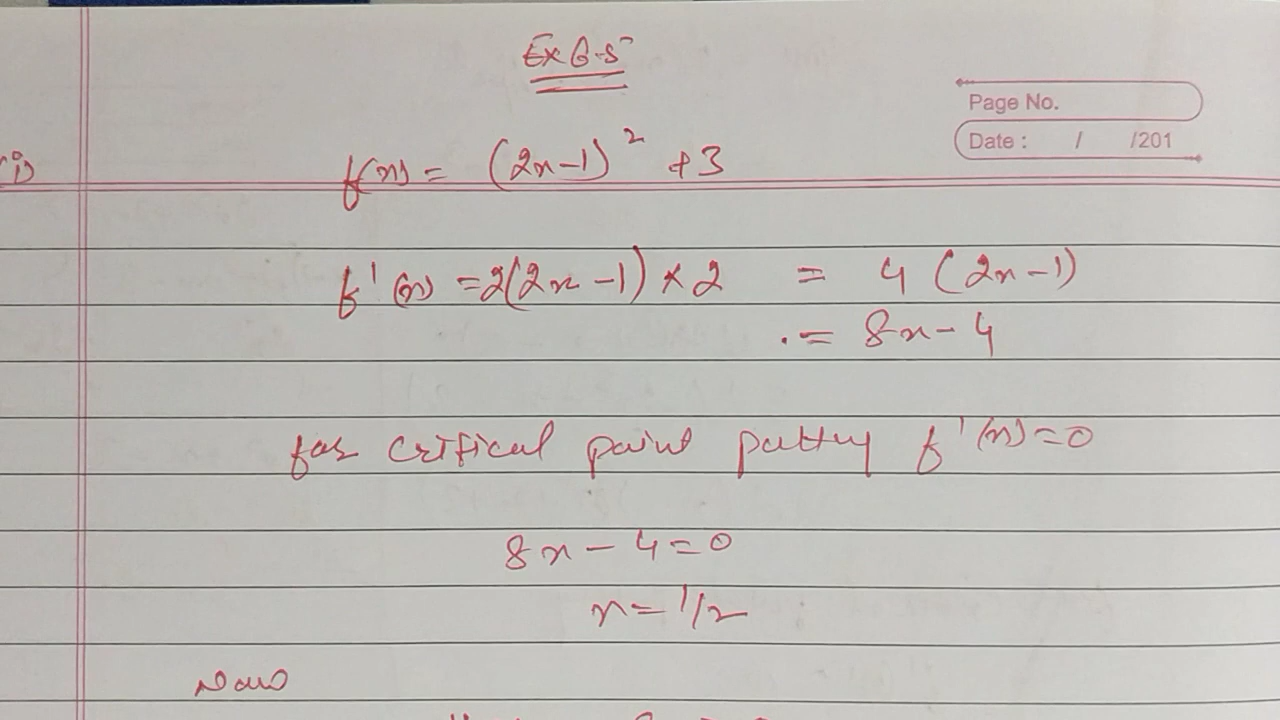 Ex 6.5
Page No.
Date : / /201
i)
f(x) = (2x-1)² +3
f'(x) = 2(2x-1) × 2 = 4 (2x-1)
= 8x-4
for critical point putting f'(x)=0
8x - 4 = 0
x = 1/2
Now